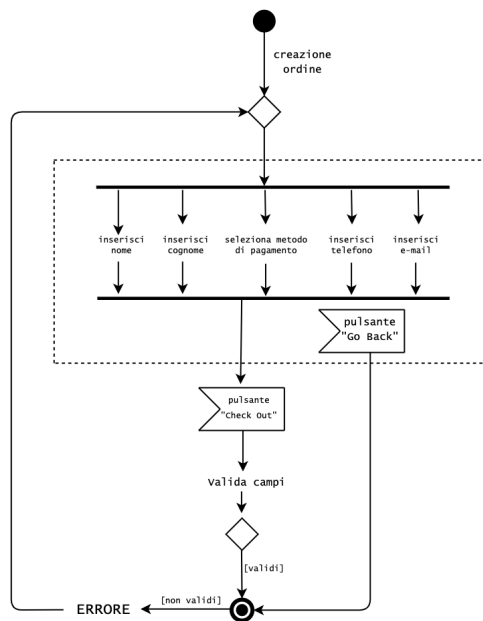 creazione
ordine
inserisci
nome
inserisci
cognome
seleziona metodo
di pagamento
inserisci
telefono
inserisci
e-mail
pulsante
"Go Back"
pulsante
"Check Out"
Valida campi
[validi]
[non validi]
ERRORE